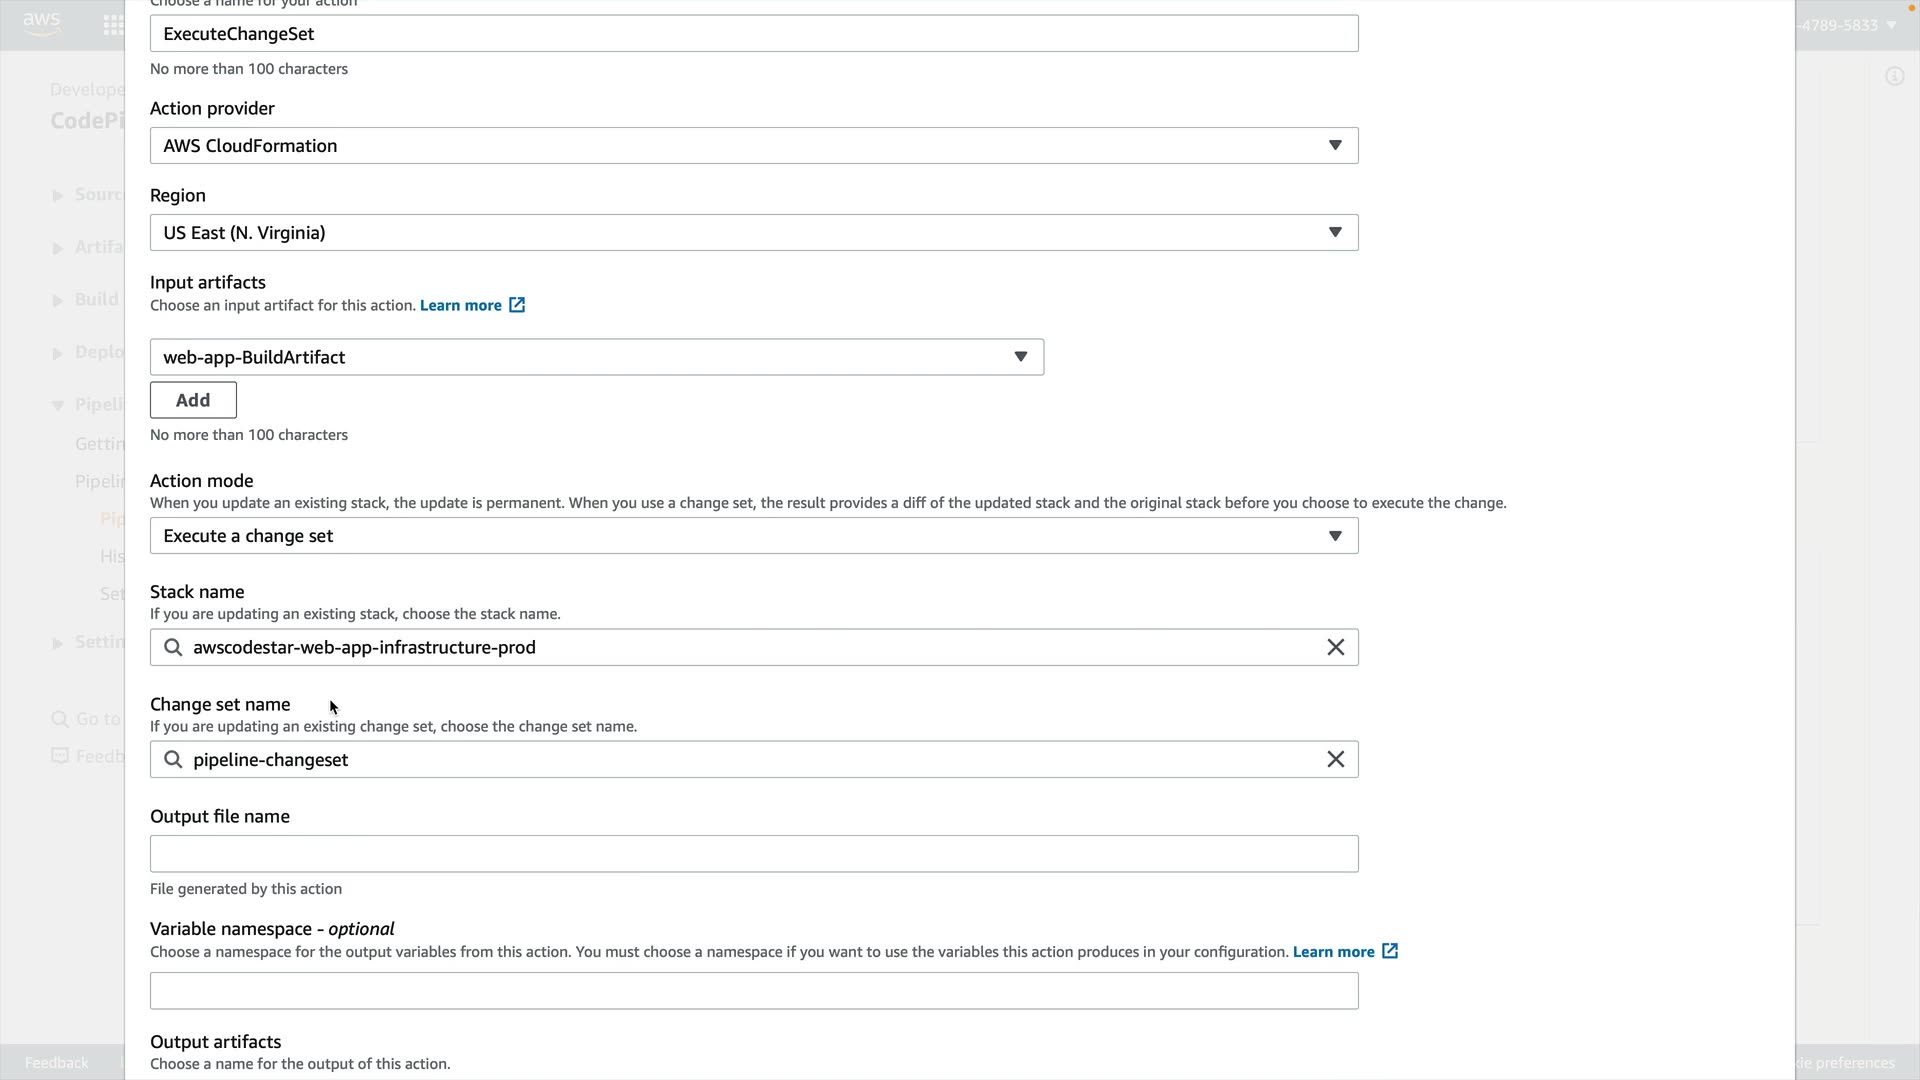 Choose a name for your action
aws
ExecuteChangeSet
-4789-5833
No more than 100 characters
Develope
Action provider
CodePi
AWS CloudFormation
Region
Sourc
US East (N. Virginia)
Artifa
Input artifacts
Choose an input artifact for this action. Learn more
Build
web-app-BuildArtifact
Deplo
Add
Pipeli
No more than 100 characters
Gettin
Action mode
Pipelin
When you update an existing stack, the update is permanent. When you use a change set, the result provides a diff of the updated stack and the original stack before you choose to execute the change.
Pip
Execute a change set
His
Stack name
Set
If you are updating an existing stack, choose the stack name.
awscodestar-web-app-infrastructure-prod
Settin
Change set name
Go to
If you are updating an existing change set, choose the change set name.
pipeline-changeset
Feedb
Output file name
File generated by this action
Variable namespace - optional
Choose a namespace for the output variables from this action. You must choose a namespace if you want to use the variables this action produces in your configuration. Learn more
Output artifacts
Choose a name for the output of this action.
Feedback
kie preferences